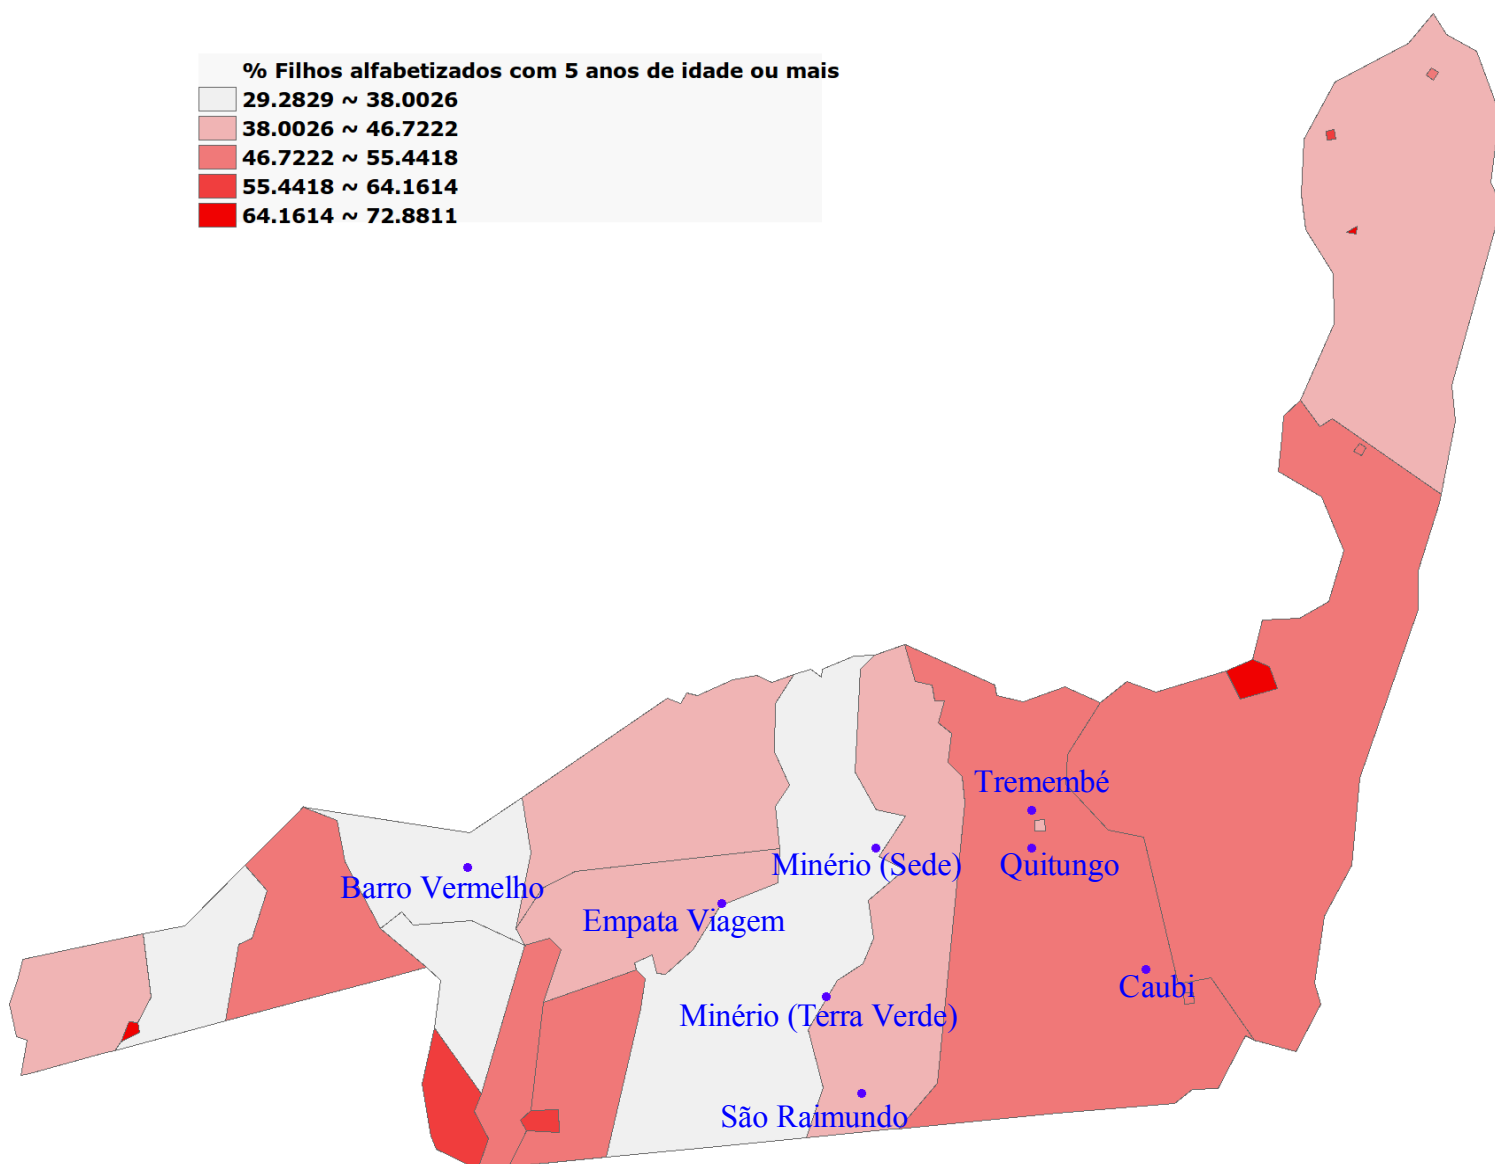 % Filhos alfabetizados com 5 anos de idade ou mais
29.2829 ~ 38.0026
38.0026 ~ 46.7222
46.7222 ~ 55.4418
55.4418 ~ 64.1614
64.1614 ~ 72.8811
Tremembé
Minério (Sede)
Quitungo
Barro Vermelho
Empata Viagem
Caubi
Minério (Terra Verde)
São Raimundo